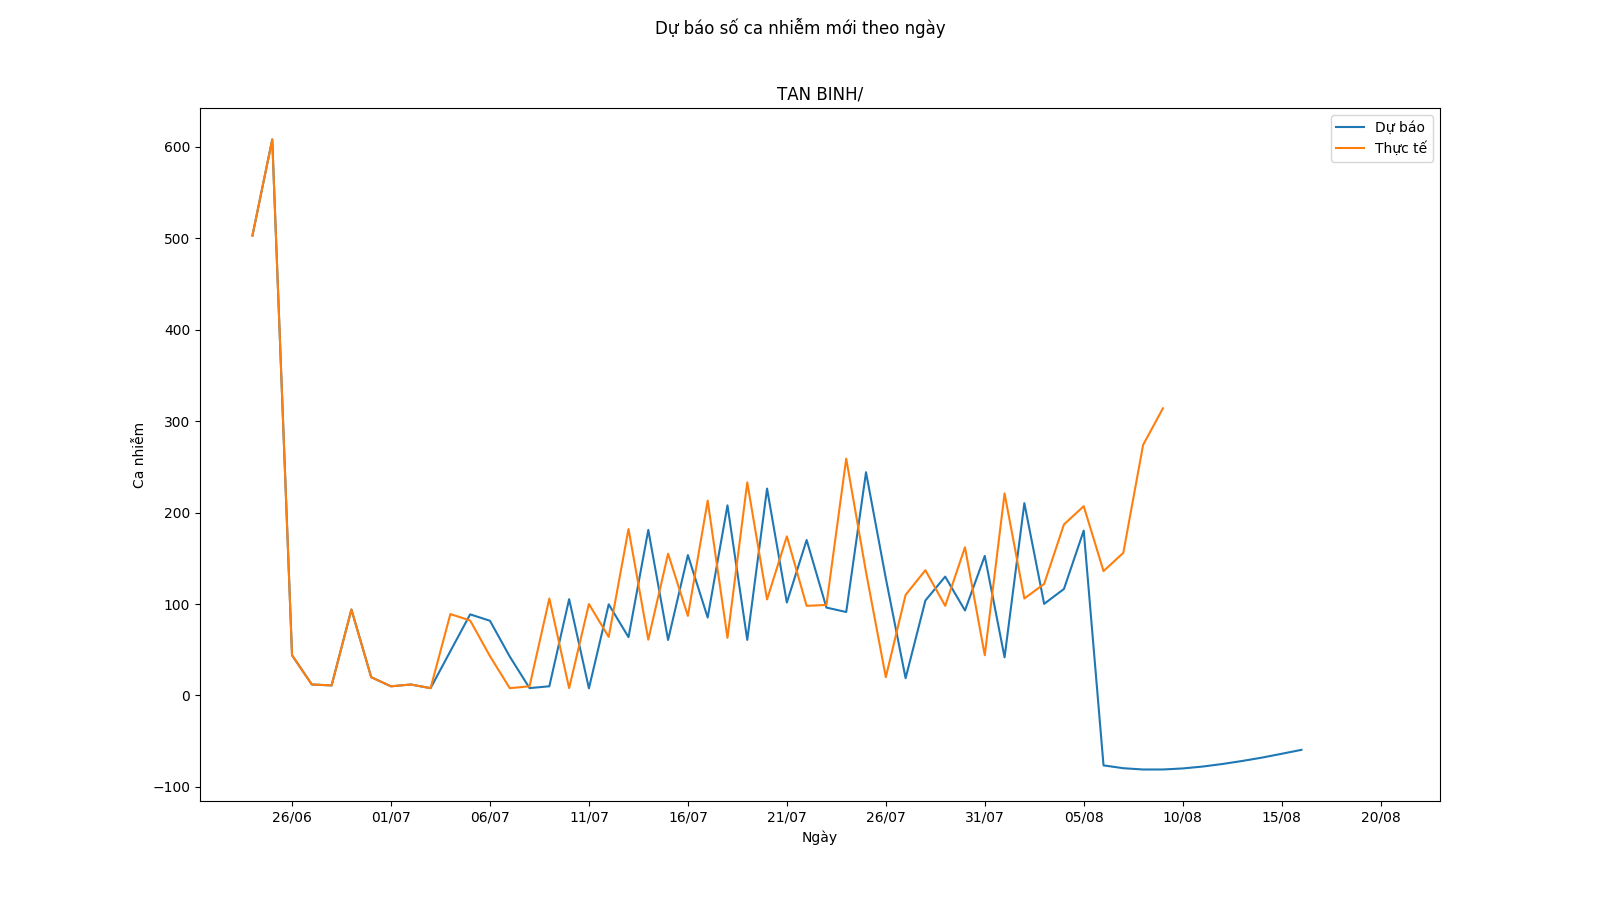 Dự báo số ca nhiễm mới theo ngày
TAN BINH/
Dự báo
Thực tế
600
500
400
300
200
100
0
−100
Ca nhiễm
26/06 01/07 06/07 11/07 16/07 21/07 26/07 31/07 05/08 10/08 15/08 20/08
Ngày